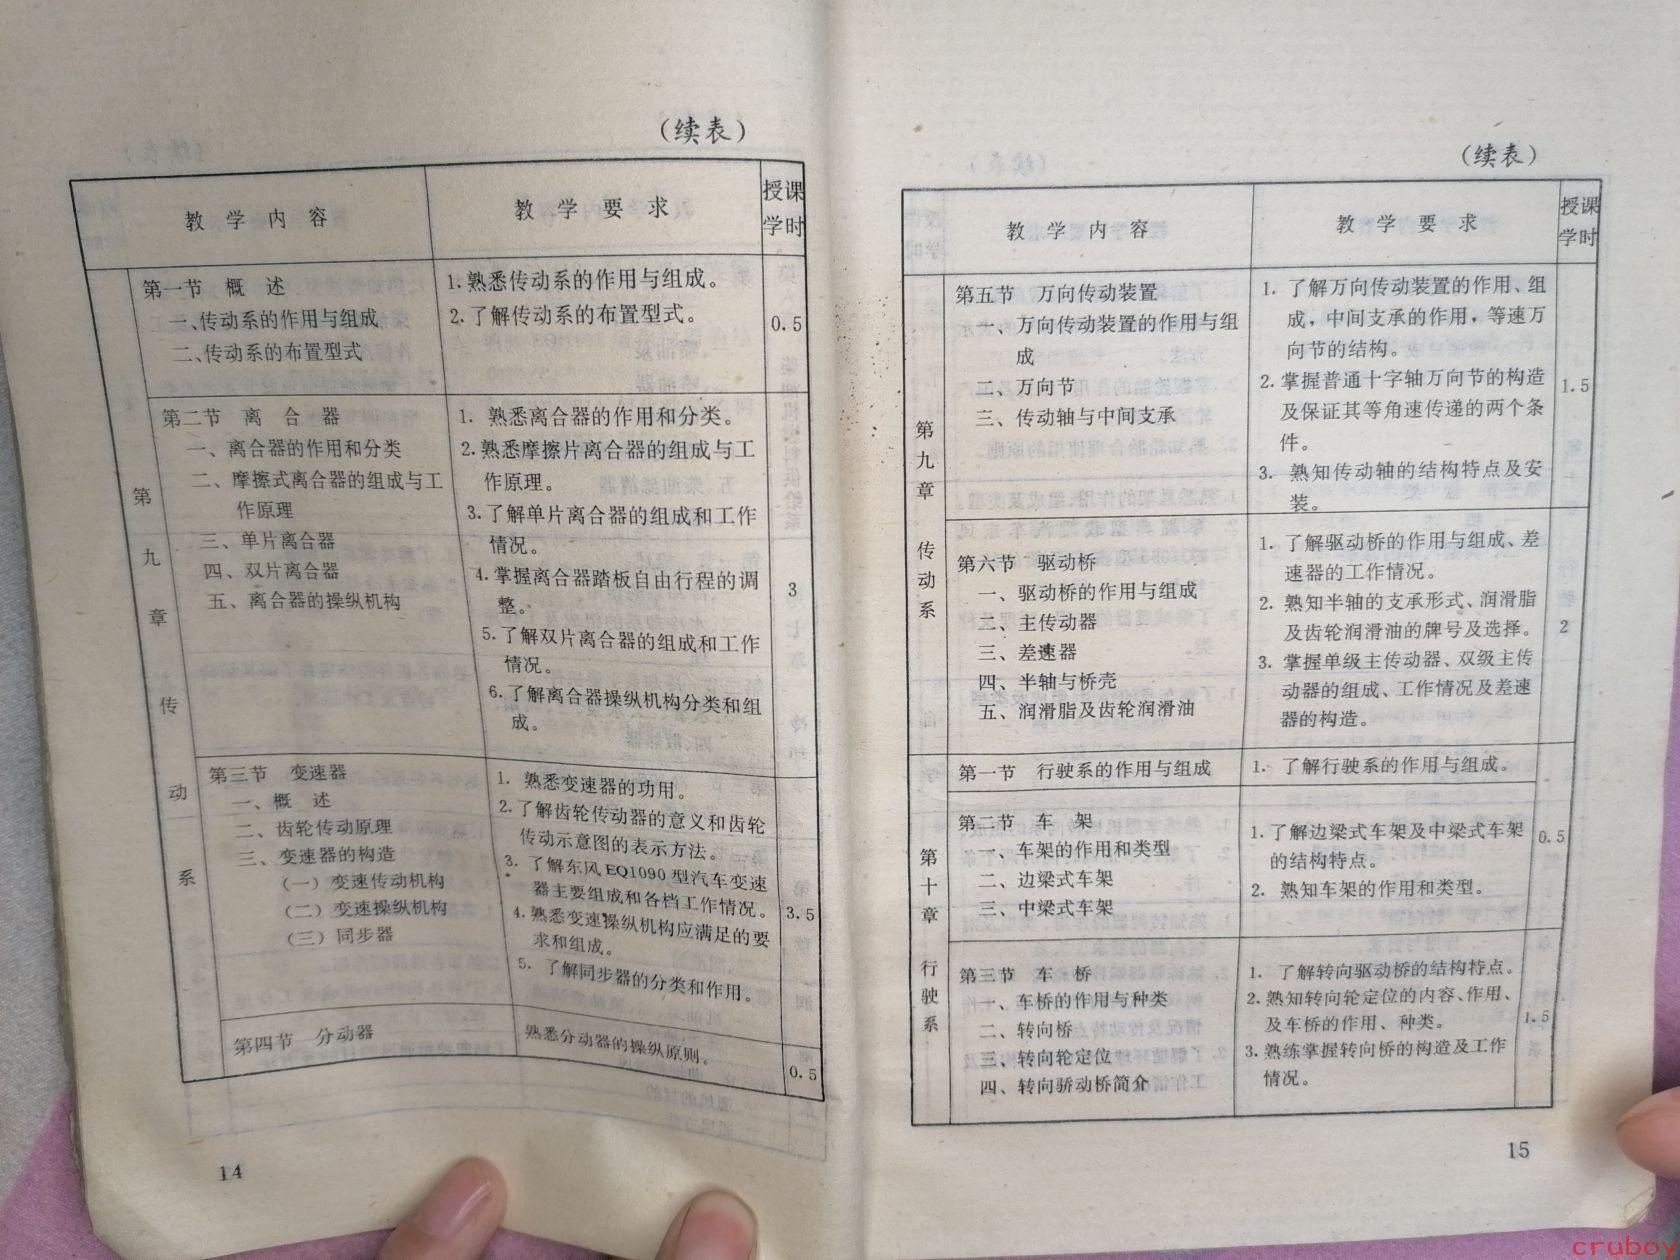 （续表）
教 学 内 容
教 学 要 求
授课
学时
第九章 传动系
第一节 概 述
一、传动系的作用与组成
二、传动系的布置型式
1.熟悉传动系的作用与组成。
2.了解传动系的布置型式。
0.5
第二节 离 合 器
一、离合器的作用和分类
二、摩擦式离合器的组成与工
作原理
三、单片离合器
四、双片离合器
五、离合器的操纵机构
1. 熟悉离合器的作用和分类。
2.熟悉摩擦片离合器的组成与工
作原理。
3.了解单片离合器的组成和工作
情况。
4.掌握离合器踏板自由行程的调
整。
5.了解双片离合器的组成和工作
情况。
6.了解离合器操纵机构分类和组
成。
3
第三节 变速器
一、概 述
二、齿轮传动原理
三、变速器的构造
（一）变速传动机构
（二）变速操纵机构
（三）同步器
1. 熟悉变速器的功用。
2.了解齿轮传动器的意义和齿轮
传动示意图的表示方法。
3. 了解东风EQ1090型汽车变速
器主要组成和各档工作情况。
4.熟悉变速操纵机构应满足的要
求和组成。
5. 了解同步器的分类和作用。
3.5
第四节 分动器
熟悉分动器的操纵原则。
0.5
14
（续表）
教 学 内 容
教 学 要 求
授课
学时
第九章 传动系
第五节 万向传动装置
一、万向传动装置的作用与组
成
二、万向节
三、传动轴与中间支承
1. 了解万向传动装置的作用、组
成，中间支承的作用，等速万
向节的结构。
2.掌握普通十字轴万向节的构造
及保证其等角速传递的两个条
件。
3. 熟知传动轴的结构特点及安
装。
1.5
第六节 驱动桥
一、驱动桥的作用与组成
二、主传动器
三、差速器
四、半轴与桥壳
五、润滑脂及齿轮润滑油
1. 了解驱动桥的作用与组成、差
速器的工作情况。
2. 熟知半轴的支承形式、润滑脂
及齿轮润滑油的牌号及选择。
3. 掌握单级主传动器、双级主传
动器的组成、工作情况及差速
器的构造。
2
第十章 行驶系
第一节 行驶系的作用与组成
1. 了解行驶系的作用与组成。
第二节 车 架
一、车架的作用和类型
二、边梁式车架
三、中梁式车架
1.了解边梁式车架及中梁式车架
的结构特点。
2. 熟知车架的作用和类型。
0.5
第三节 车 桥
一、车桥的作用与种类
二、转向桥
三、转向轮定位
四、转向骄动桥简介
1. 了解转向驱动桥的结构特点。
2.熟知转向轮定位的内容、作用、
及车桥的作用、种类。
3.熟练掌握转向桥的构造及工作
情况。
1.5
15
cruboy